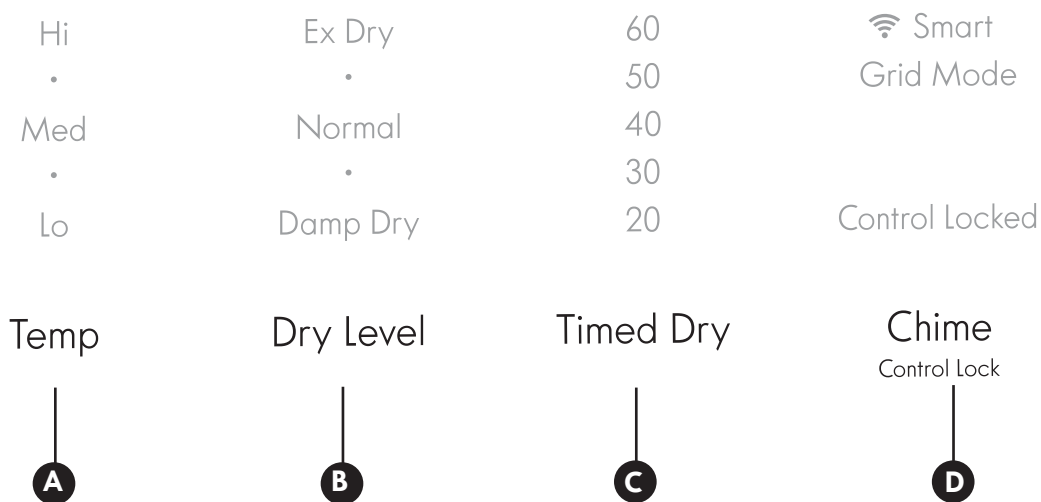 Hi Ex Dry 60 Smart
• • 50 Grid Mode
Med Normal 40
• • 30
Lo Damp Dry 20 Control Locked
Temp Dry Level Timed Dry Chime
Control Lock
A B C D